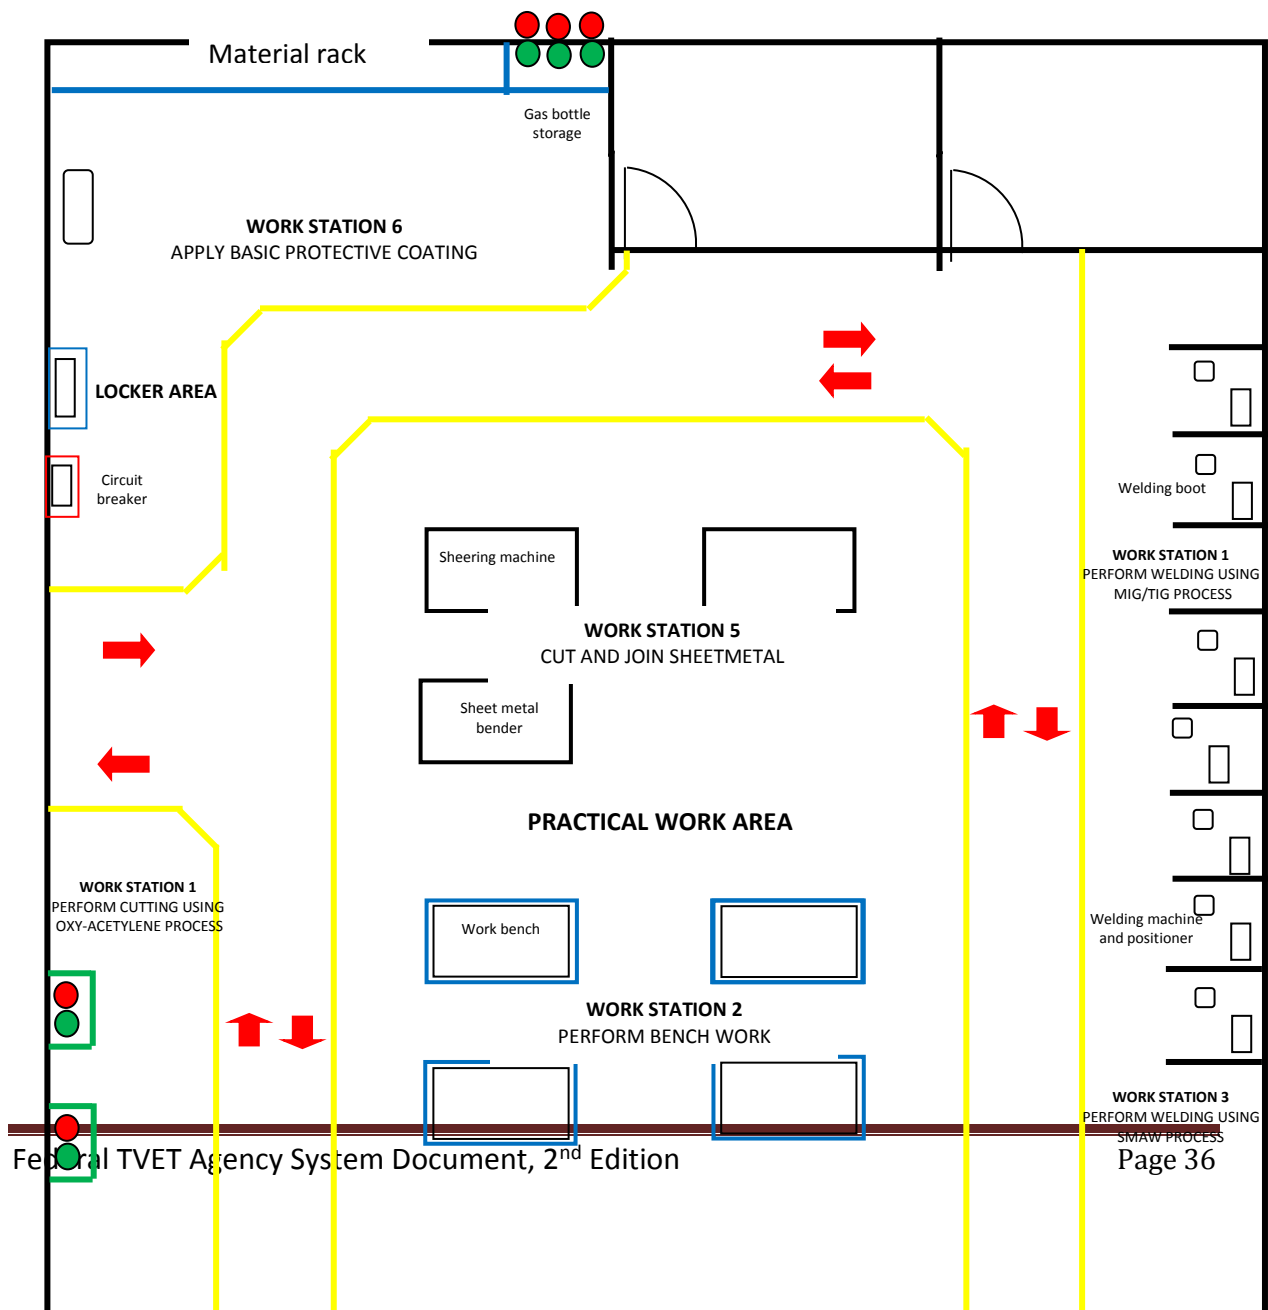 Material rack
Gas bottle
storage
WORK STATION 6
APPLY BASIC PROTECTIVE COATING
LOCKER AREA
Circuit
breaker
Welding boot
Sheering machine
WORK STATION 1
PERFORM WELDING USING
MIG/TIG PROCESS
WORK STATION 5
CUT AND JOIN SHEETMETAL
Sheet metal
bender
PRACTICAL WORK AREA
WORK STATION 1
PERFORM CUTTING USING
OXY-ACETYLENE PROCESS
Work bench
Welding machine
and positioner
WORK STATION 2
PERFORM BENCH WORK
WORK STATION 3
PERFORM WELDING USING
SMAW PROCESS
Federal TVET Agency System Document, 2nd Edition
Page 36